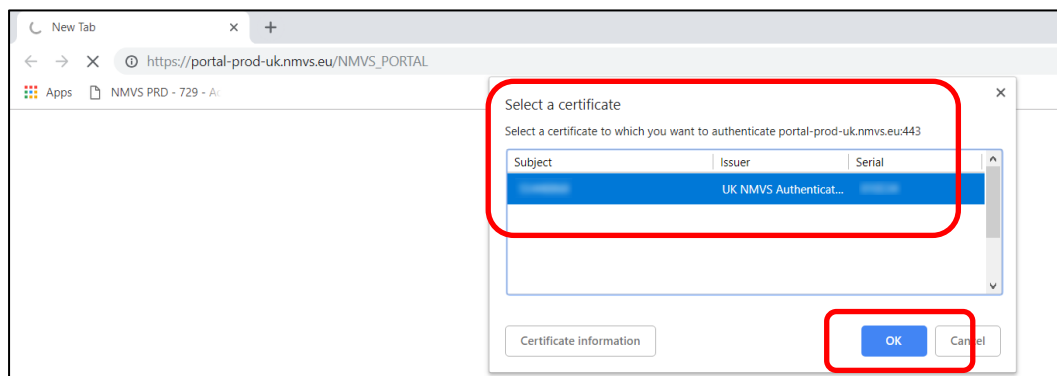 New Tab
https://portal-prod-uk.nmvs.eu/NMVS_PORTAL
Apps NMVS PRD - 729 -
Select a certificate
Select a certificate to which you want to authenticate portal-prod-uk.nmvs.eu:443
Subject Issuer Serial
UK NMVS Authenticat...
Certificate information OK Cancel